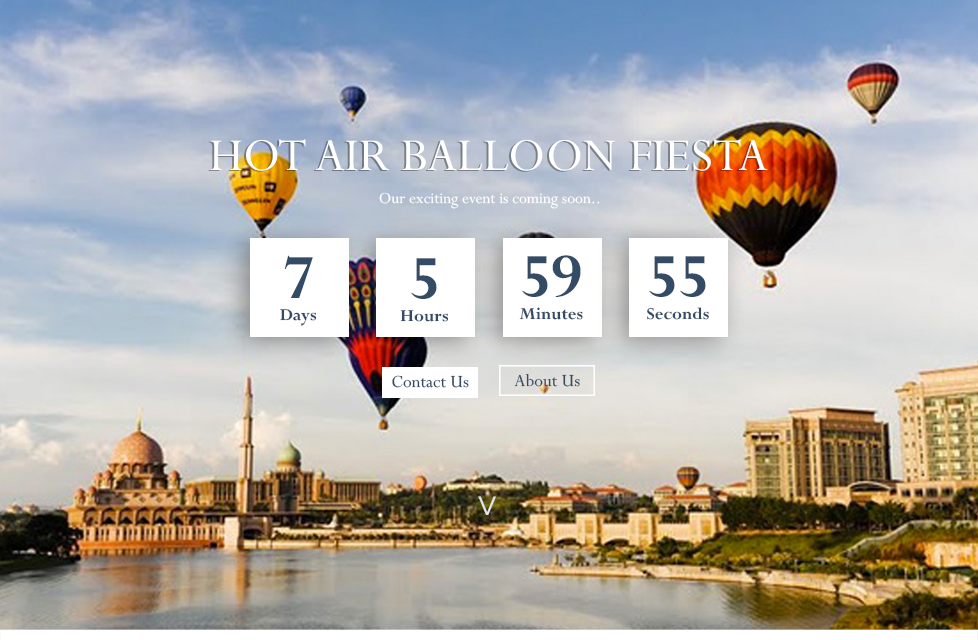 HOT AIR BALLOON FIESTA
Our exciting event is coming soon..
7 5 59 55
Days Hours Minutes Seconds
Contact Us About Us